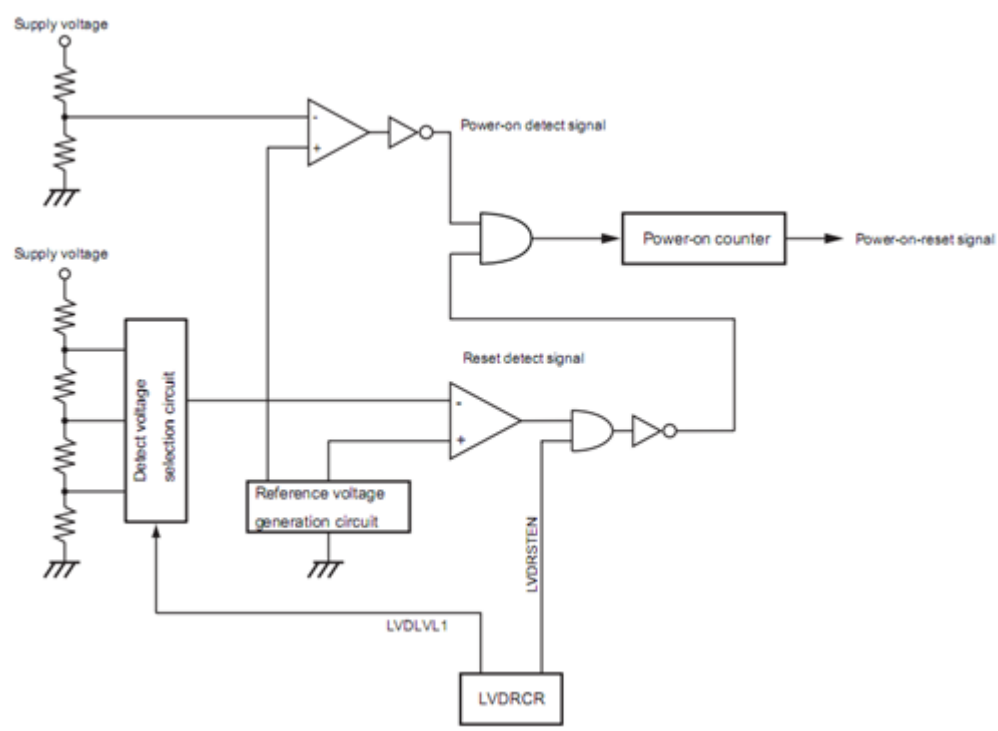 Supply voltage
-
+
Power-on detect signal
Power-on counter
Power-on-reset signal
Supply voltage
Detect voltage
selection circuit
Reset detect signal
-
+
Reference voltage
generation circuit
LVDRSTEN
LVDLVL1
LVDRCR